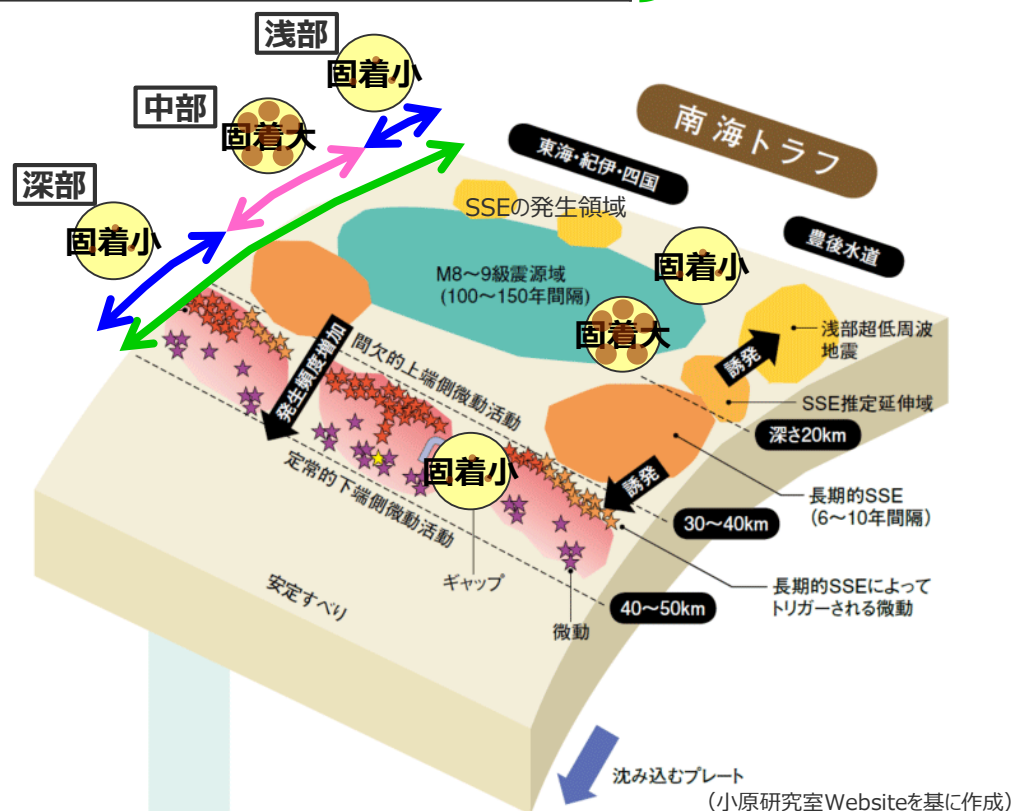 浅部
固着小
中部
固着大
深部
固着小
南海トラフ
東海・紀伊・四国
豊後水道
SSEの発生領域
固着小
M8～9級震源域
(100～150年間隔)
固着大
浅部超低周波
地震
誘発
SSE推定延伸域
深さ20km
発生頻度増加
間欠的上端側微動活動
固着小
定常的下端側微動活動
誘発
長期的SSE
(6～10年間隔)
30～40km
ギャップ
長期的SSEによって
トリガーされる微動
40～50km
微動
安定すべり
沈み込むプレート
（小原研究室Websiteを基に作成）